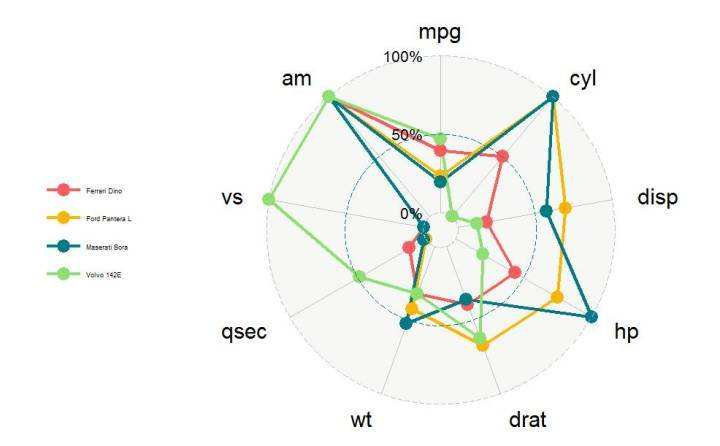 mpg
100%
am
cyl
50%
Ferrari Dino
vs
disp
Ford Pantera L
0%
Maserati Bora
Volvo 142E
qsec
hp
wt
drat